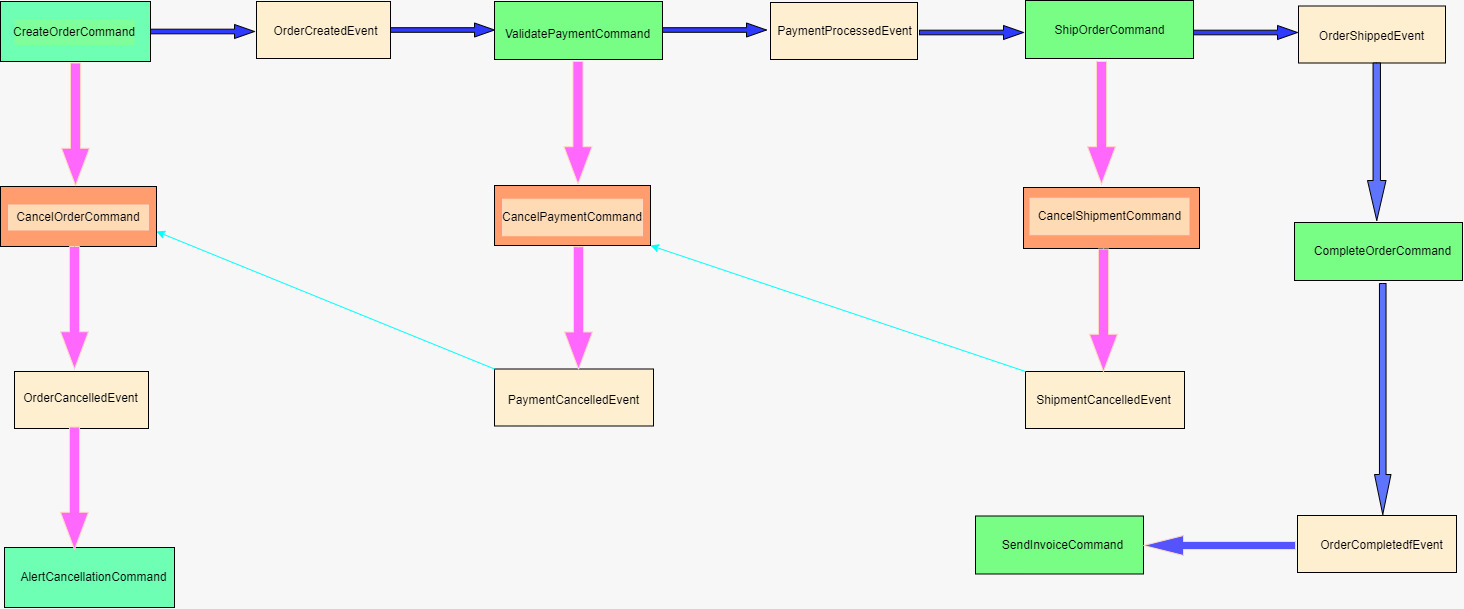 CreateOrderCommand
OrderCreatedEvent
ValidatePaymentCommand
PaymentProcessedEvent
ShipOrderCommand
OrderShippedEvent
CancelOrderCommand
CancelPaymentCommand
CancelShipmentCommand
CompleteOrderCommand
OrderCancelledEvent
PaymentCancelledEvent
ShipmentCancelledEvent
SendInvoiceCommand
OrderCompletedfEvent
AlertCancellationCommand